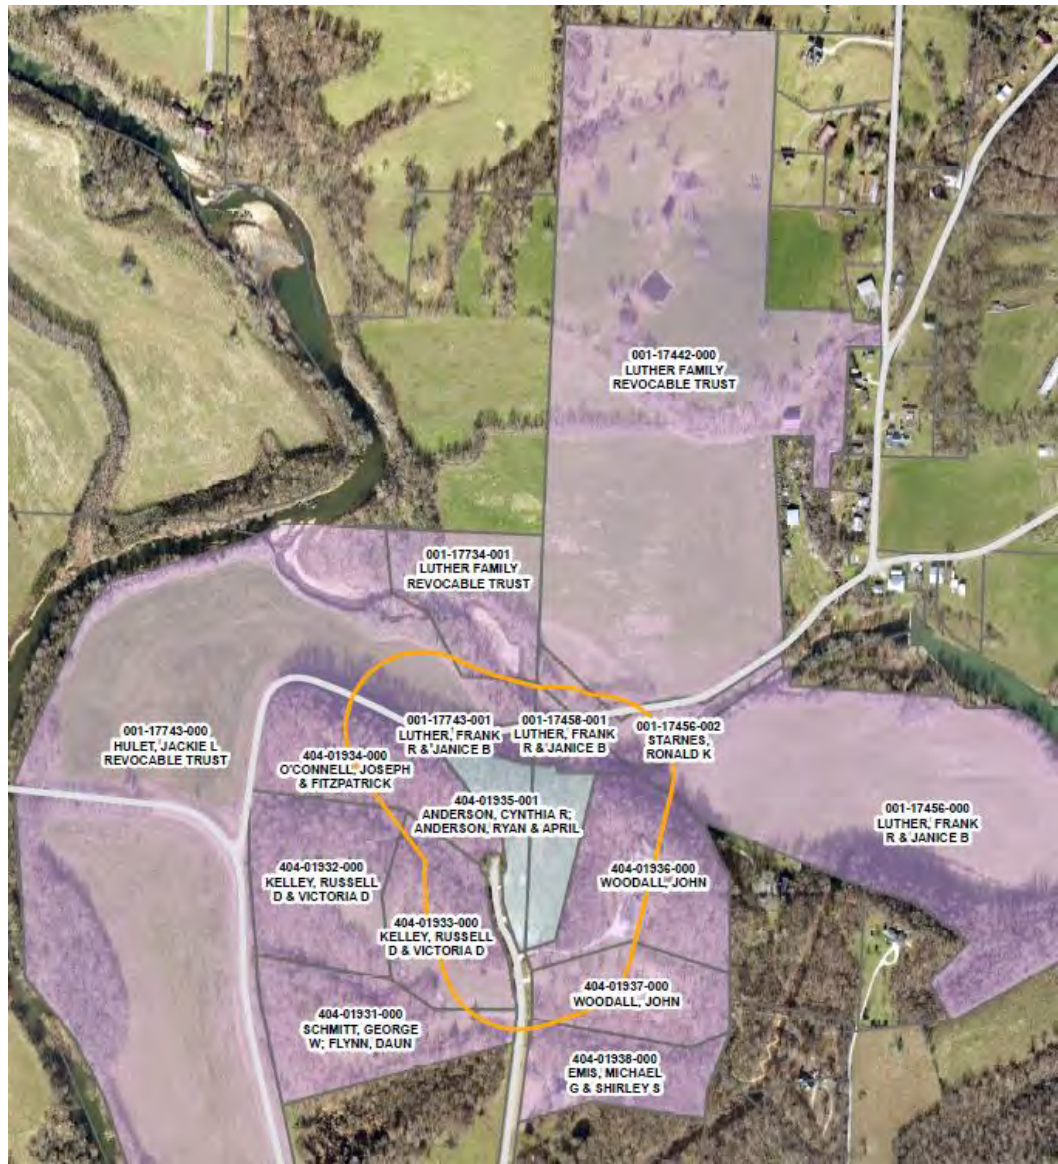 001-17442-000
LUTHER FAMILY
REVOCABLE TRUST
001-17734-001
LUTHER FAMILY
REVOCABLE TRUST
001-17743-000
HULET, JACKIE L
REVOCABLE TRUST
001-17743-001
LUTHER, FRANK
R & JANICE B
001-17458-001
LUTHER, FRANK
R & JANICE B
001-17456-002
STARNES,
RONALD K
404-01934-000
O'CONNELL, JOSEPH
& FITZPATRICK
404-01935-001
ANDERSON, CYNTHIA R;
ANDERSON, RYAN & APRIL
001-17456-000
LUTHER, FRANK
R & JANICE B
404-01932-000
KELLEY, RUSSELL
D & VICTORIA D
404-01936-000
WOODALL, JOHN
404-01933-000
KELLEY, RUSSELL
D & VICTORIA D
404-01937-000
WOODALL, JOHN
404-01931-000
SCHMITT, GEORGE
W; FLYNN, DAUN
404-01938-000
EMIS, MICHAEL
G & SHIRLEY S